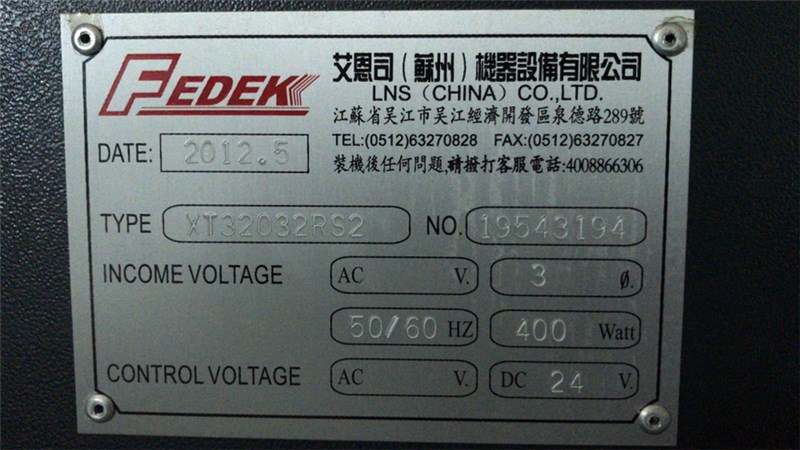 FEDEK
艾恩司(蘇州)機器設備有限公司
LNS (CHINA) CO.,LTD.
江蘇省吴江市吴江經濟開發區泉德路289號
TEL:(0512)63270828 FAX:(0512)63270827
裝機後任何問題,請撥打客服電話:4008866306
DATE: 2012.5
TYPE XT32032RS2 NO. 19543194
INCOME VOLTAGE AC V. 3 Ø.
50/60 HZ 400 Watt
CONTROL VOLTAGE AC V. DC 24 V.